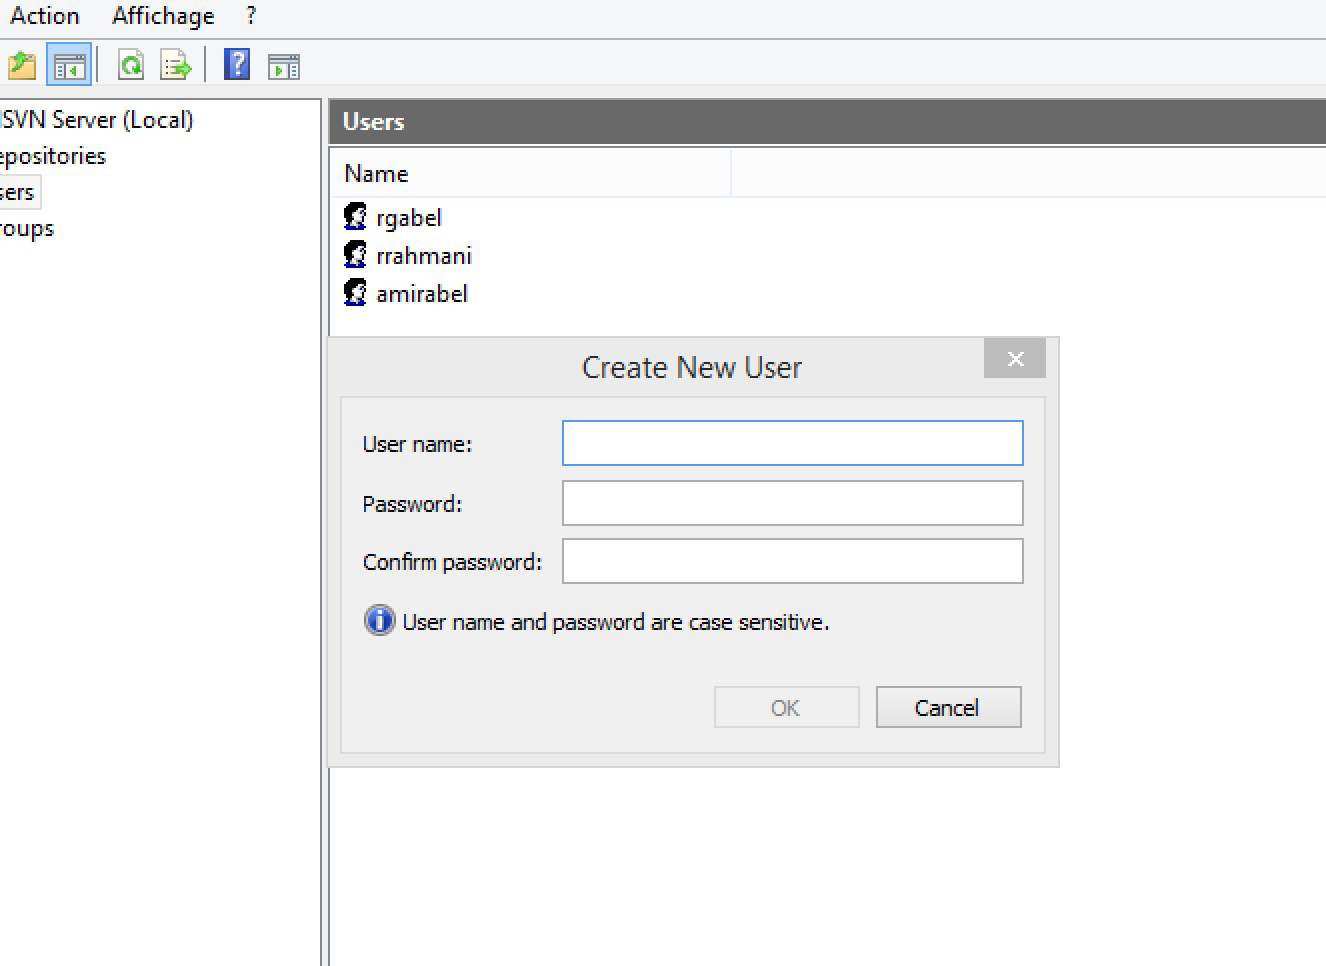 Action Affichage ?
SVN Server (Local)
epositories
sers
roups
Users
Name
rgabel
rrahmani
amirabel
Create New User
User name:
Password:
Confirm password:
User name and password are case sensitive.
OK Cancel